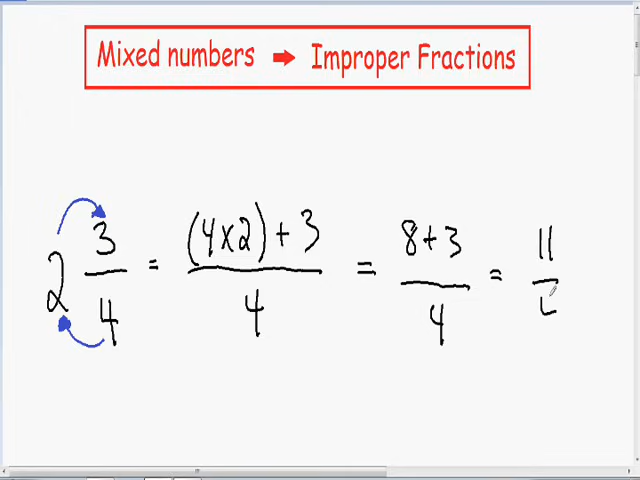 Mixed numbers ➡ Improper Fractions
2 3/4 = ((4x2) + 3)/4 = (8+3)/4 = 11/